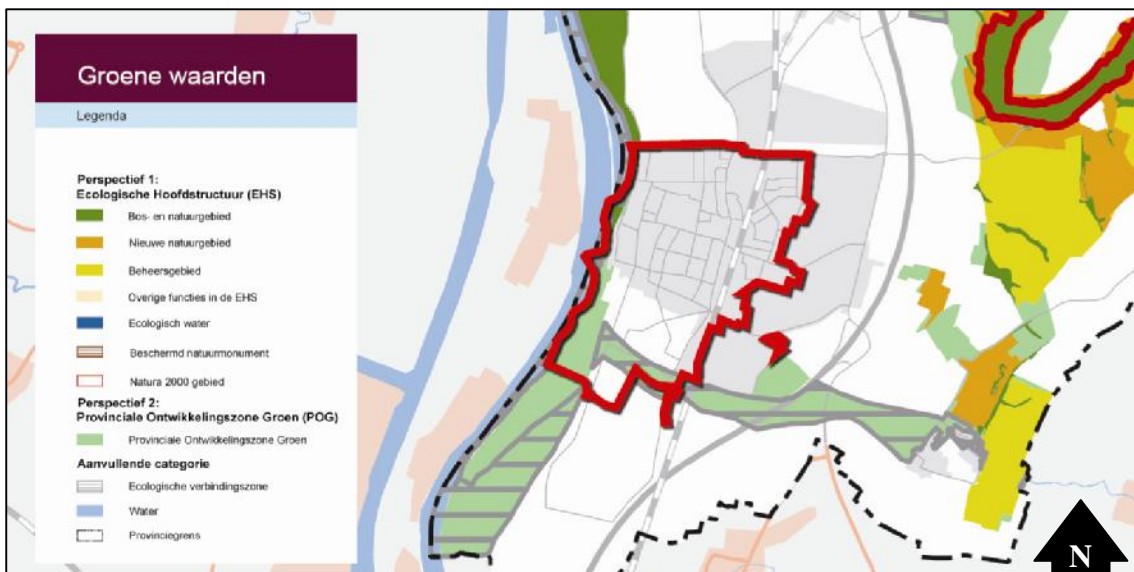 Groene waarden
Legenda
Perspectief 1:
Ecologische Hoofdstructuur (EHS)
Bos- en natuurgebied
Nieuwe natuurgebied
Beheersgebied
Overige functies in de EHS
Ecologisch water
Beschermd natuurmonument
Natura 2000 gebied
Perspectief 2:
Provinciale Ontwikkelingszone Groen (POG)
Provinciale Ontwikkelingszone Groen
Aanvullende categorie
Ecologische verbindingszone
Water
Provinciegrens
N